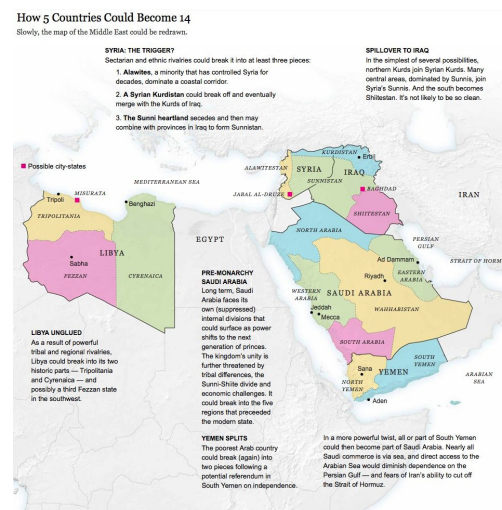 How 5 Countries Could Become 14
Slowly, the map of the Middle East could be redrawn.
SYRIA: THE TRIGGER?
Sectarian and ethnic rivalries could break it into at least three pieces:
1. Alawites, a minority that has controlled Syria for
decades, dominate a coastal corridor.
2. A Syrian Kurdistan could break off and eventually
merge with the Kurds of Iraq.
3. The Sunni heartland secedes and then may
combine with provinces in Iraq to form Sunnistan.
SPILLOVER TO IRAQ
In the simplest of several possibilities,
northern Kurds join Syrian Kurds. Many
central areas, dominated by Sunnis, join
Syria's Sunnis. And the south becomes
Shiitestan. It's not likely to be so clean.
Possible city-states
KURDISTAN
Erbil
ALAWITESTAN
SYRIA
IRAQ
SUNNISTAN
BAGHDAD
JABAL AL-DRUZE
SHIITESTAN
IRAN
MEDITERRANEAN SEA
MISURATA
Tripoli
Benghazi
TRIPOLITANIA
LIBYA
Sabha
FEZZAN
CYRENAICA
EGYPT
NORTH ARABIA
PERSIAN
GULF
STRAIT OF HORM
Ad Dammam
Riyadh
EASTERN
ARABIA
WESTERN
ARABIA
SAUDI ARABIA
WAHHABISTAN
Jeddah
Mecca
SOUTH ARABIA
SOUTH
YEMEN
Sana
YEMEN
NORTH
YEMEN
Aden
ARABIAN
SEA
PRE-MONARCHY
SAUDI ARABIA
Long term, Saudi
Arabia faces its
own (suppressed)
internal divisions that
could surface as power
shifts to the next
generation of princes.
The kingdom's unity is
further threatened by
tribal differences, the
Sunni-Shiite divide and
economic challenges. It
could break into the five
regions that preceded
the modern state.
LIBYA UNGLUED
As a result of powerful
tribal and regional rivalries,
Libya could break into its two
historic parts — Tripolitania
and Cyrenaica — and
possibly a third Fezzan state
in the southwest.
YEMEN SPLITS
The poorest Arab country
could break (again) into
two pieces following a
potential referendum in
South Yemen on independence.
In a more powerful twist, all or part of South Yemen
could then become part of Saudi Arabia. Nearly all
Saudi commerce is via sea, and direct access to the
Arabian Sea would diminish dependence on the
Persian Gulf — and fears of Iran's ability to cut off
the Strait of Hormuz.